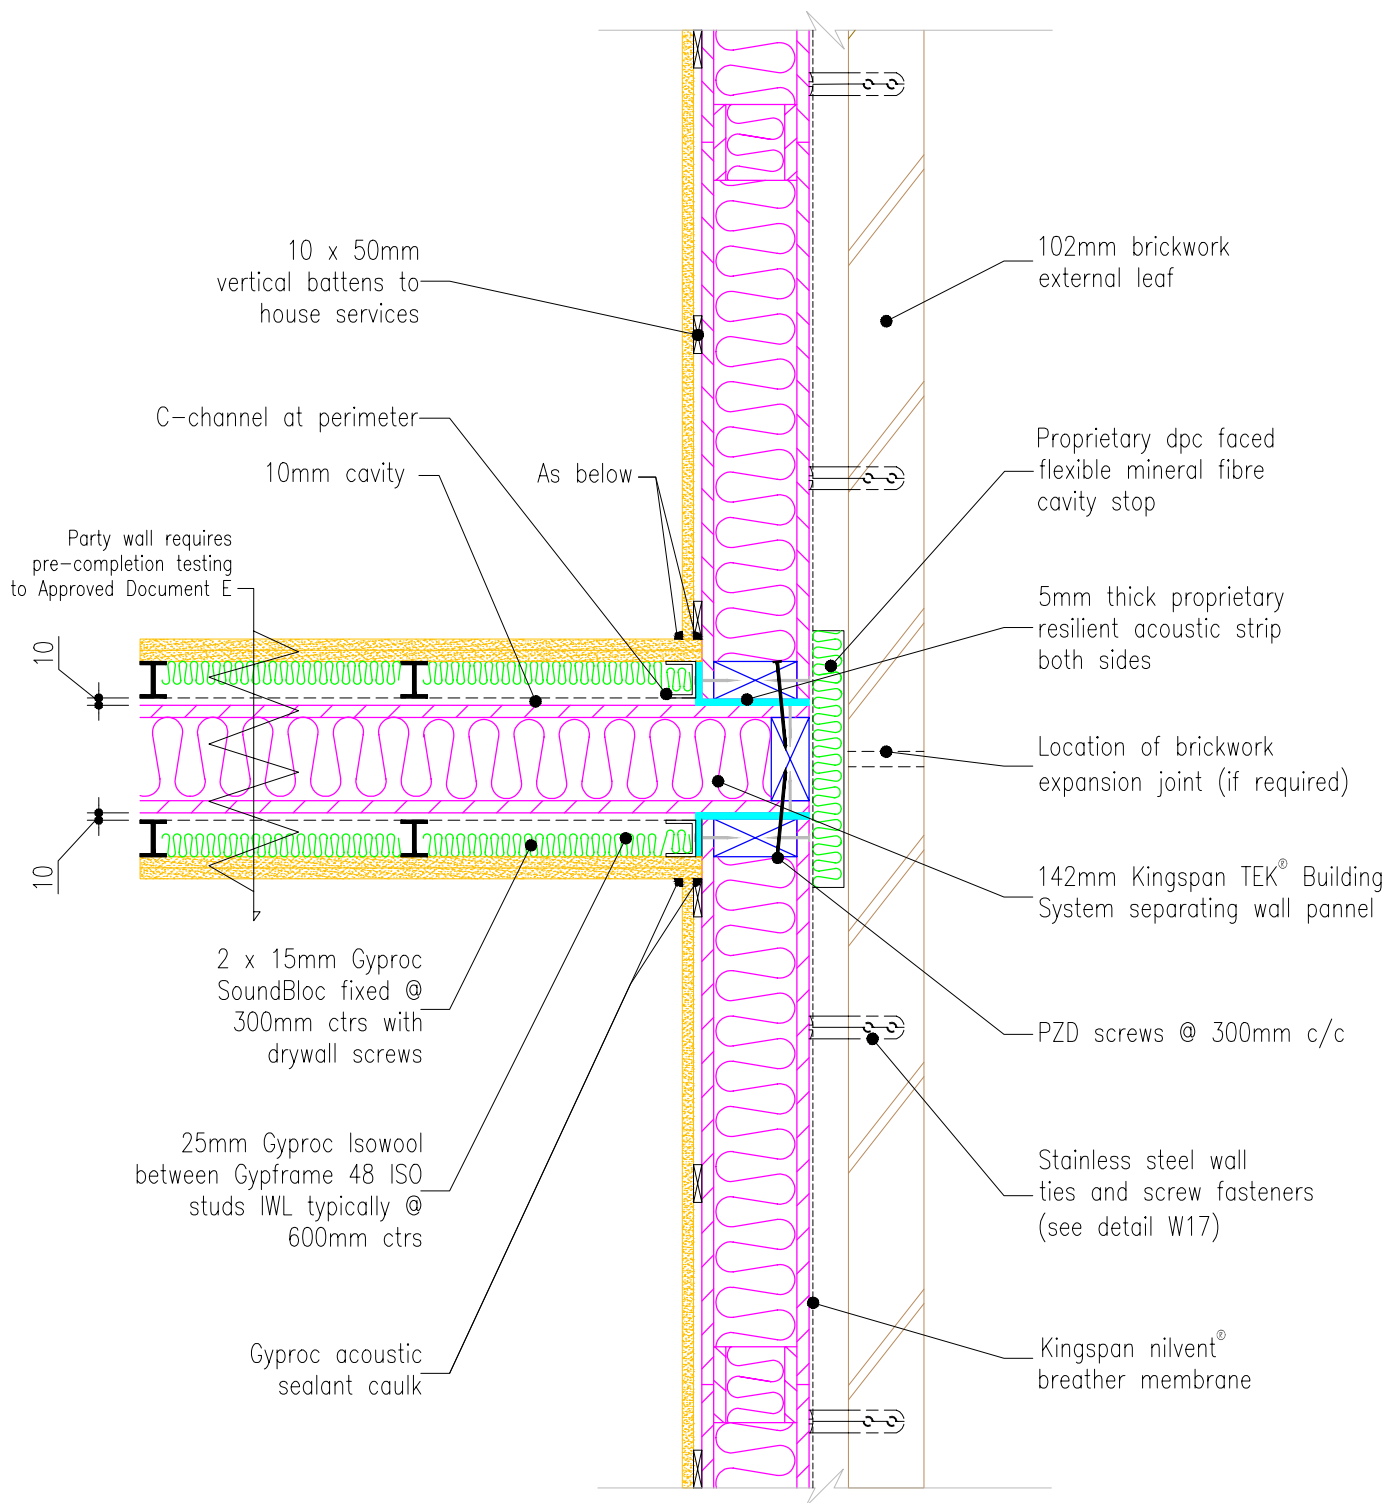 10 x 50mm
vertical battens to
house services
C-channel at perimeter
10mm cavity
As below
Party wall requires
pre-completion testing
to Approved Document E
10
10
2 x 15mm Gyproc
SoundBloc fixed @
300mm ctrs with
drywall screws
25mm Gyproc Isowool
between Gypframe 48 ISO
studs IWL typically @
600mm ctrs
Gyproc acoustic
sealant caulk
102mm brickwork
external leaf
Proprietary dpc faced
flexible mineral fibre
cavity stop
5mm thick proprietary
resilient acoustic strip
both sides
Location of brickwork
expansion joint (if required)
142mm Kingspan TEK® Building
System separating wall pannel
PZD screws @ 300mm c/c
Stainless steel wall
ties and screw fasteners
(see detail W17)
Kingspan nilvent®
breather membrane